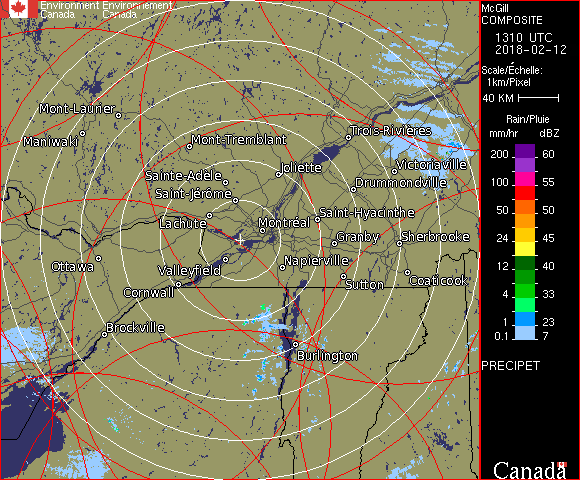 Environment Environnement
Canada Canada
McGill
COMPOSITE
1310 UTC
2018-02-12
Scale/Échelle:
1km/Pixel
40 KM
Rain/Pluie
mm/hr dBZ
200 60
150 57
100 55
50 50
24 45
12 40
4 33
1 23
0.1 7
PRECIPET
Canada
Mont-Laurier
Maniwaki
Mont-Tremblant
Trois-Rivières
Joliette
Victoriaville
Sainte-Adèle
Drummondville
Saint-Jérôme
Lachute
Montréal
Saint-Hyacinthe
Granby
Sherbrooke
Ottawa
Valleyfield
Napierville
Cornwall
Sutton
Coaticook
Brockville
Burlington